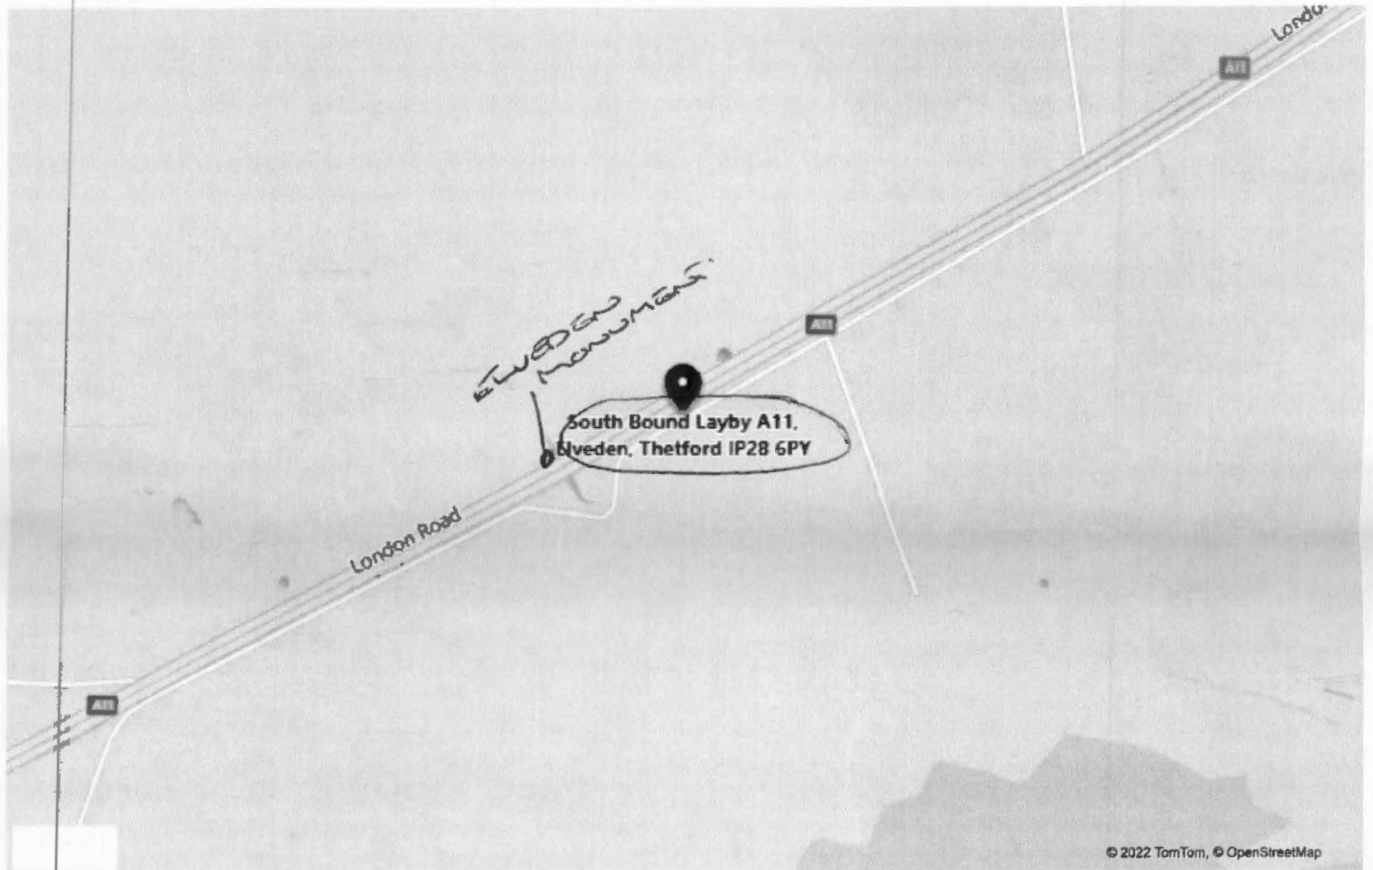 London
A11
ELVEDEN
MONUMENT
A11
South Bound Layby A11,
Elveden, Thetford IP28 6PY
London Road
A11
© 2022 TomTom, © OpenStreetMap